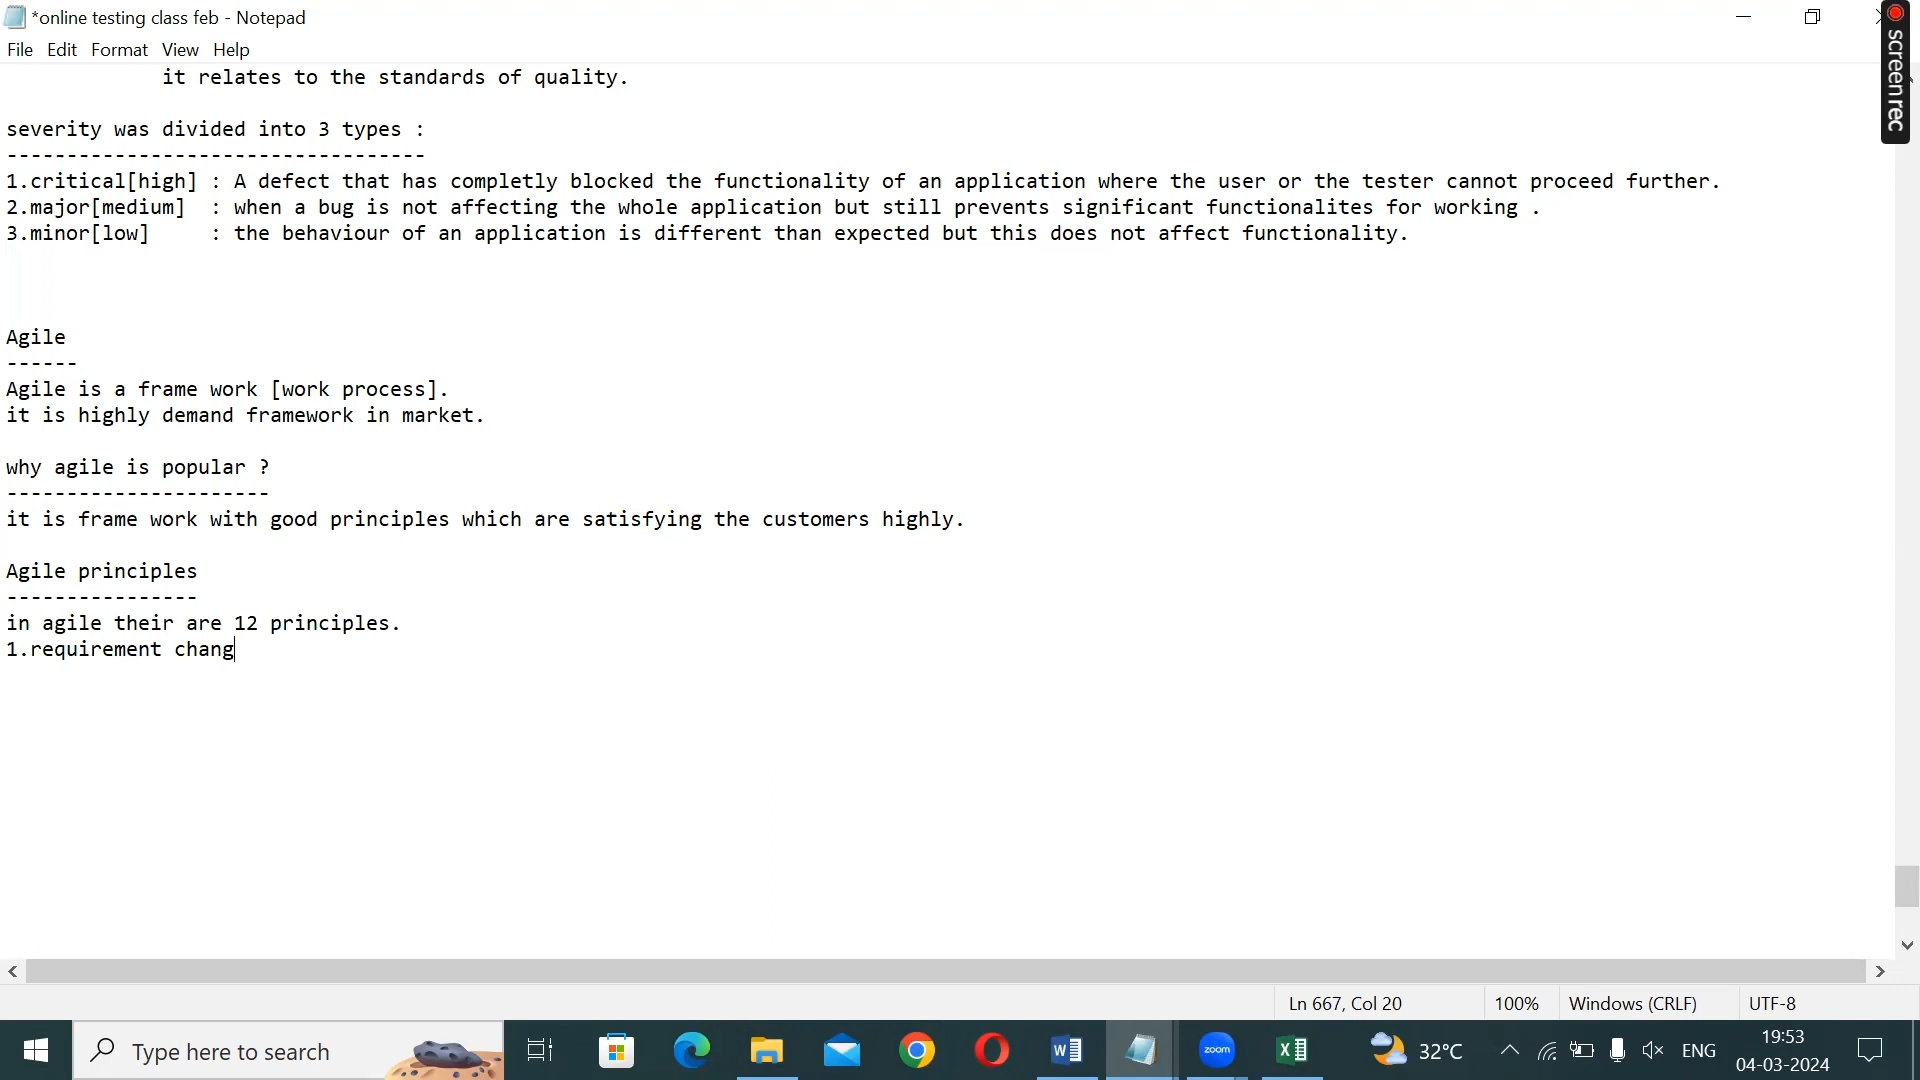 *online testing class feb - Notepad
File Edit Format View Help
it relates to the standards of quality.
severity was divided into 3 types :
-----------------------------------
1.critical[high] : A defect that has completly blocked the functionality of an application where the user or the tester cannot proceed further.
2.major[medium]  : when a bug is not affecting the whole application but still prevents significant functionalites for working .
3.minor[low]     : the behaviour of an application is different than expected but this does not affect functionality.
Agile
------
Agile is a frame work [work process].
it is highly demand framework in market.
why agile is popular ?
----------------------
it is frame work with good principles which are satisfying the customers highly.
Agile principles
----------------
in agile their are 12 principles.
1.requirement chang
screen rec
Ln 667, Col 20 100% Windows (CRLF) UTF-8
Type here to search zoom 32°C ENG 19:53
04-03-2024